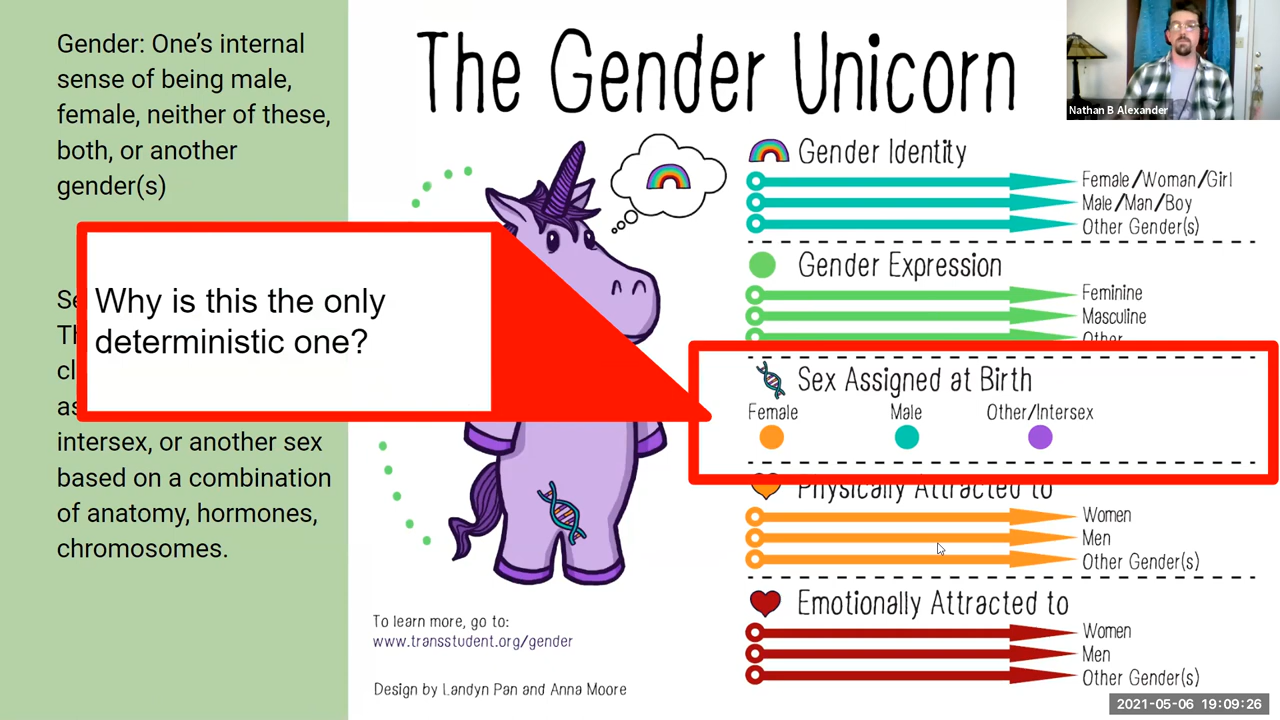 Gender: One’s internal
sense of being male,
female, neither of these,
both, or another
gender(s)
Why is this the only
deterministic one?
intersex, or another sex
based on a combination
of anatomy, hormones,
chromosomes.
The Gender Unicorn
Gender Identity
Female/Woman/Girl
Male/Man/Boy
Other Gender(s)
Gender Expression
Feminine
Masculine
Other
Sex Assigned at Birth
Female Male Other/Intersex
Physically Attracted to
Women
Men
Other Gender(s)
Emotionally Attracted to
Women
Men
Other Gender(s)
To learn more, go to:
www.transstudent.org/gender
Design by Landyn Pan and Anna Moore
Nathan B Alexander
2021-05-06 19:09:26